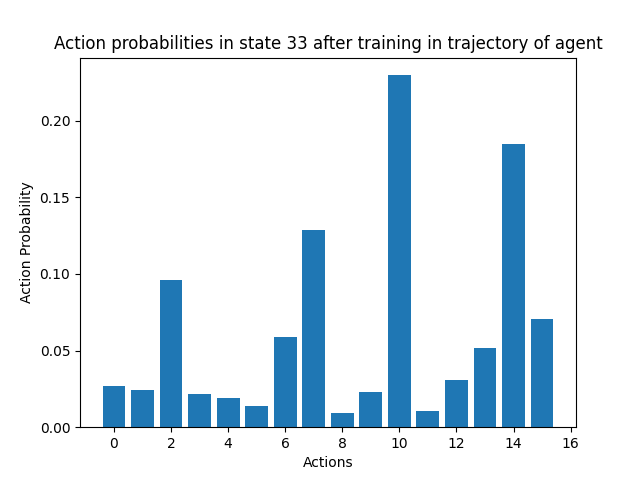 Action probabilities in state 33 after training in trajectory of agent
Action Probability
0.20
0.15
0.10
0.05
0.00
0 2 4 6 8 10 12 14 16
Actions